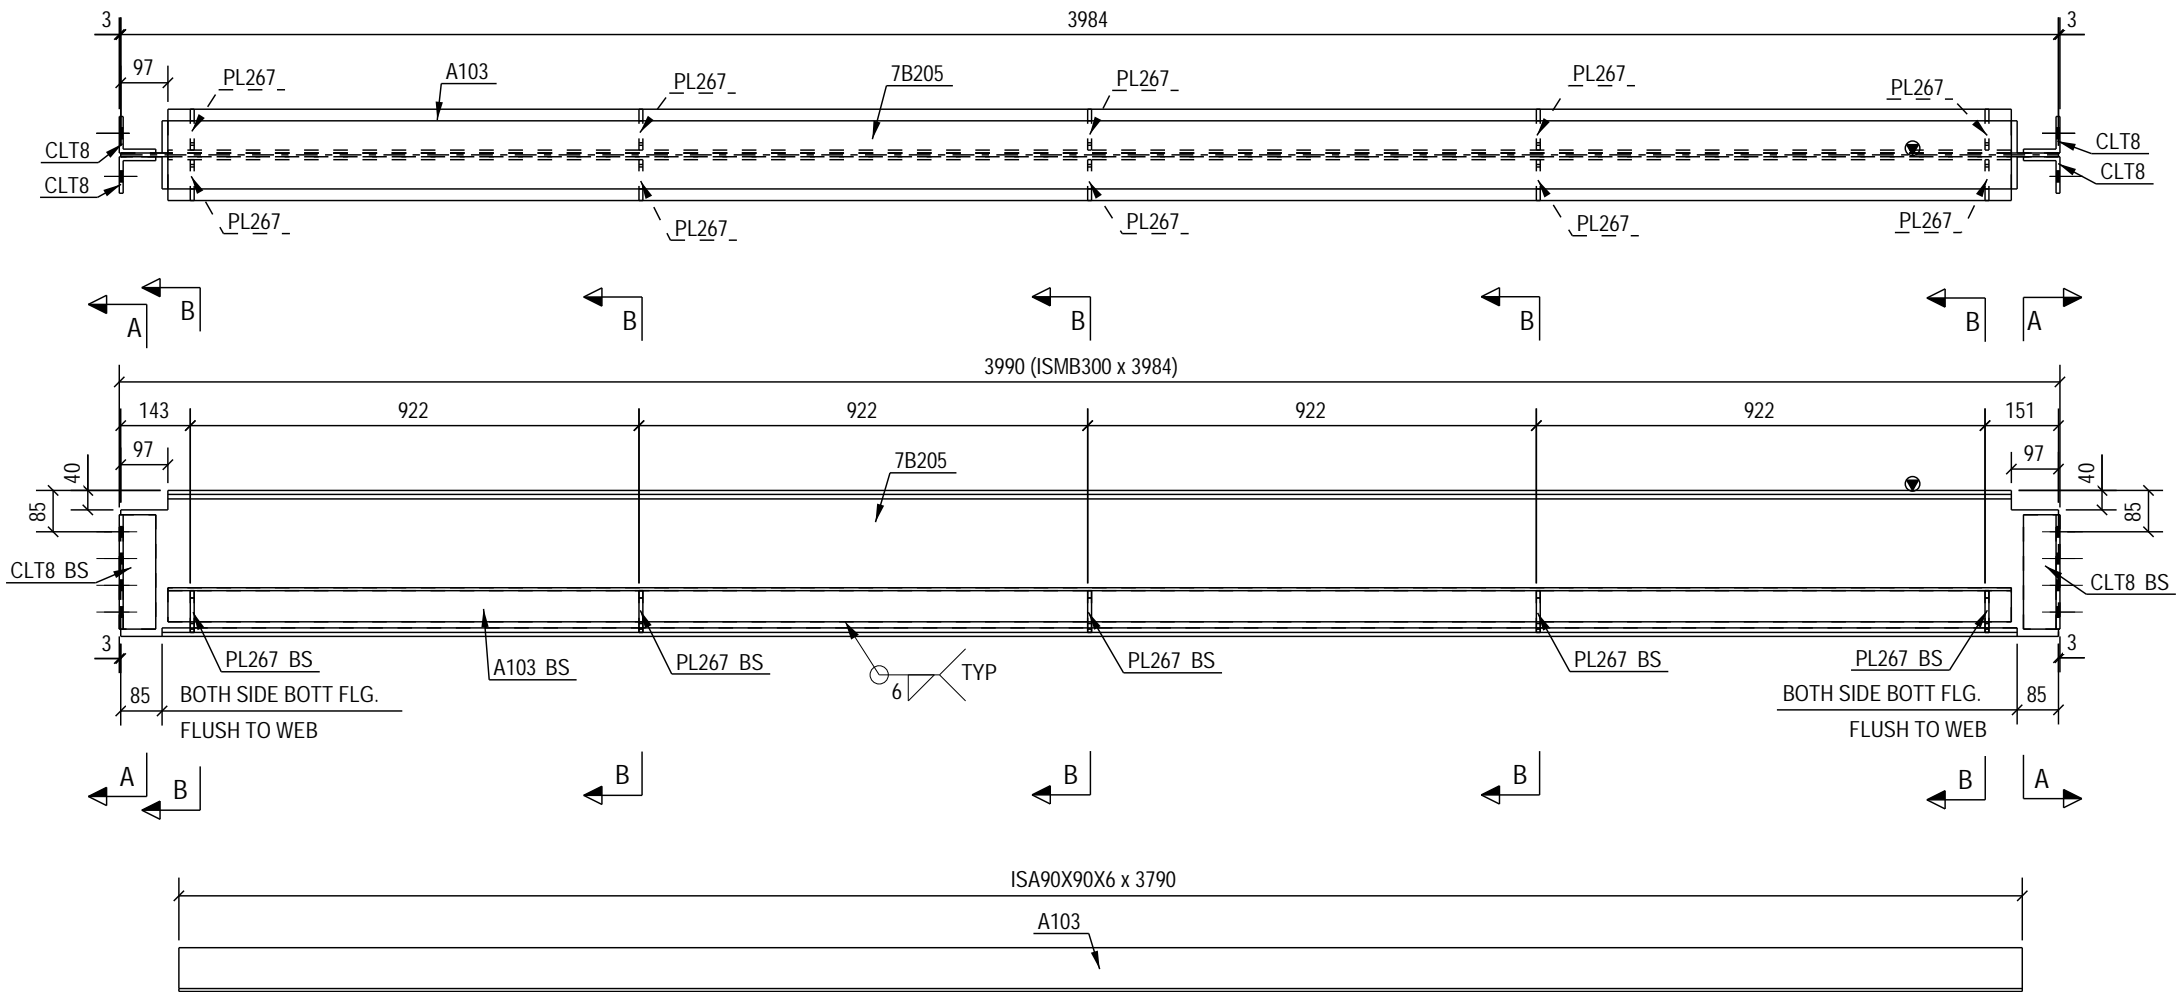 3
3984
3
97
PL267
A103
PL267
7B205
PL267
PL267
PL267
CLT8
CLT8
CLT8
CLT8
PL267
PL267
PL267
PL267
PL267
A
B
B
B
B
B
A
3990 (ISMB300 x 3984)
143
922
922
922
922
151
97
40
85
7B205
97
40
85
CLT8 BS
CLT8 BS
3
PL267 BS
A103 BS
PL267 BS
6
TYP
PL267 BS
PL267 BS
PL267 BS
3
85
BOTH SIDE BOTT FLG.
FLUSH TO WEB
BOTH SIDE BOTT FLG.
FLUSH TO WEB
85
A
B
B
B
B
B
A
ISA90X90X6 x 3790
A103